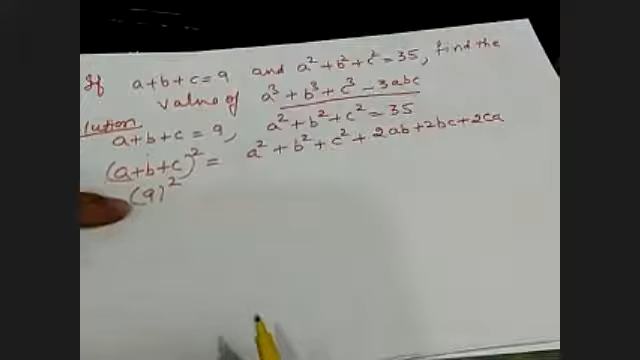 If a+b+c=9 and a²+b²+c²=35, find the
value of a³+b³+c³-3abc
lution a+b+c=9, a²+b²+c²=35
(a+b+c)² = a²+b²+c²+2ab+2bc+2ca
(9)²